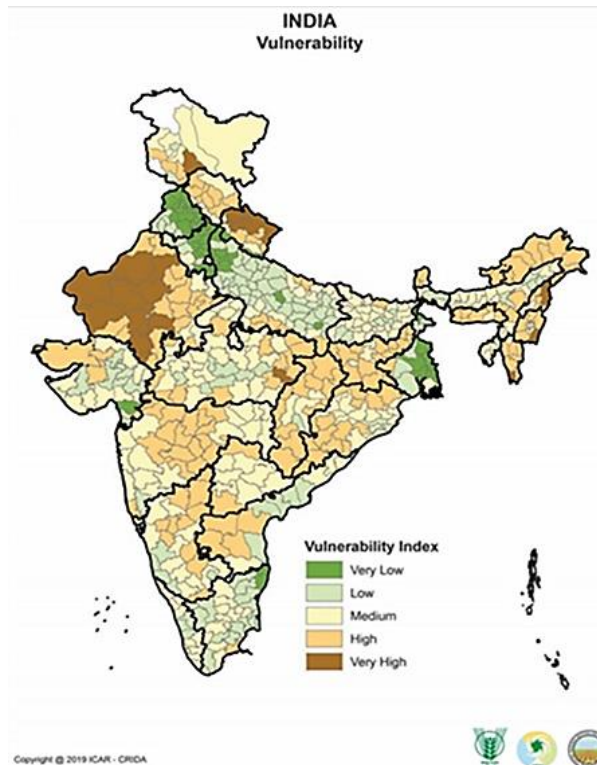 INDIA
Vulnerability
Vulnerability Index
Very Low
Low
Medium
High
Very High
Copyright @ 2019 ICAR - CRIDA